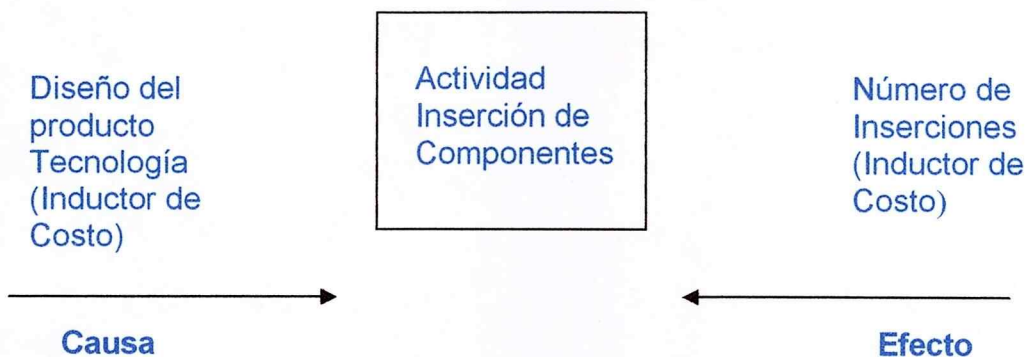 Diseño del
producto
Tecnología
(Inductor de
Costo)
Actividad
Inserción de
Componentes
Número de
Inserciones
(Inductor de
Costo)
Causa
Efecto